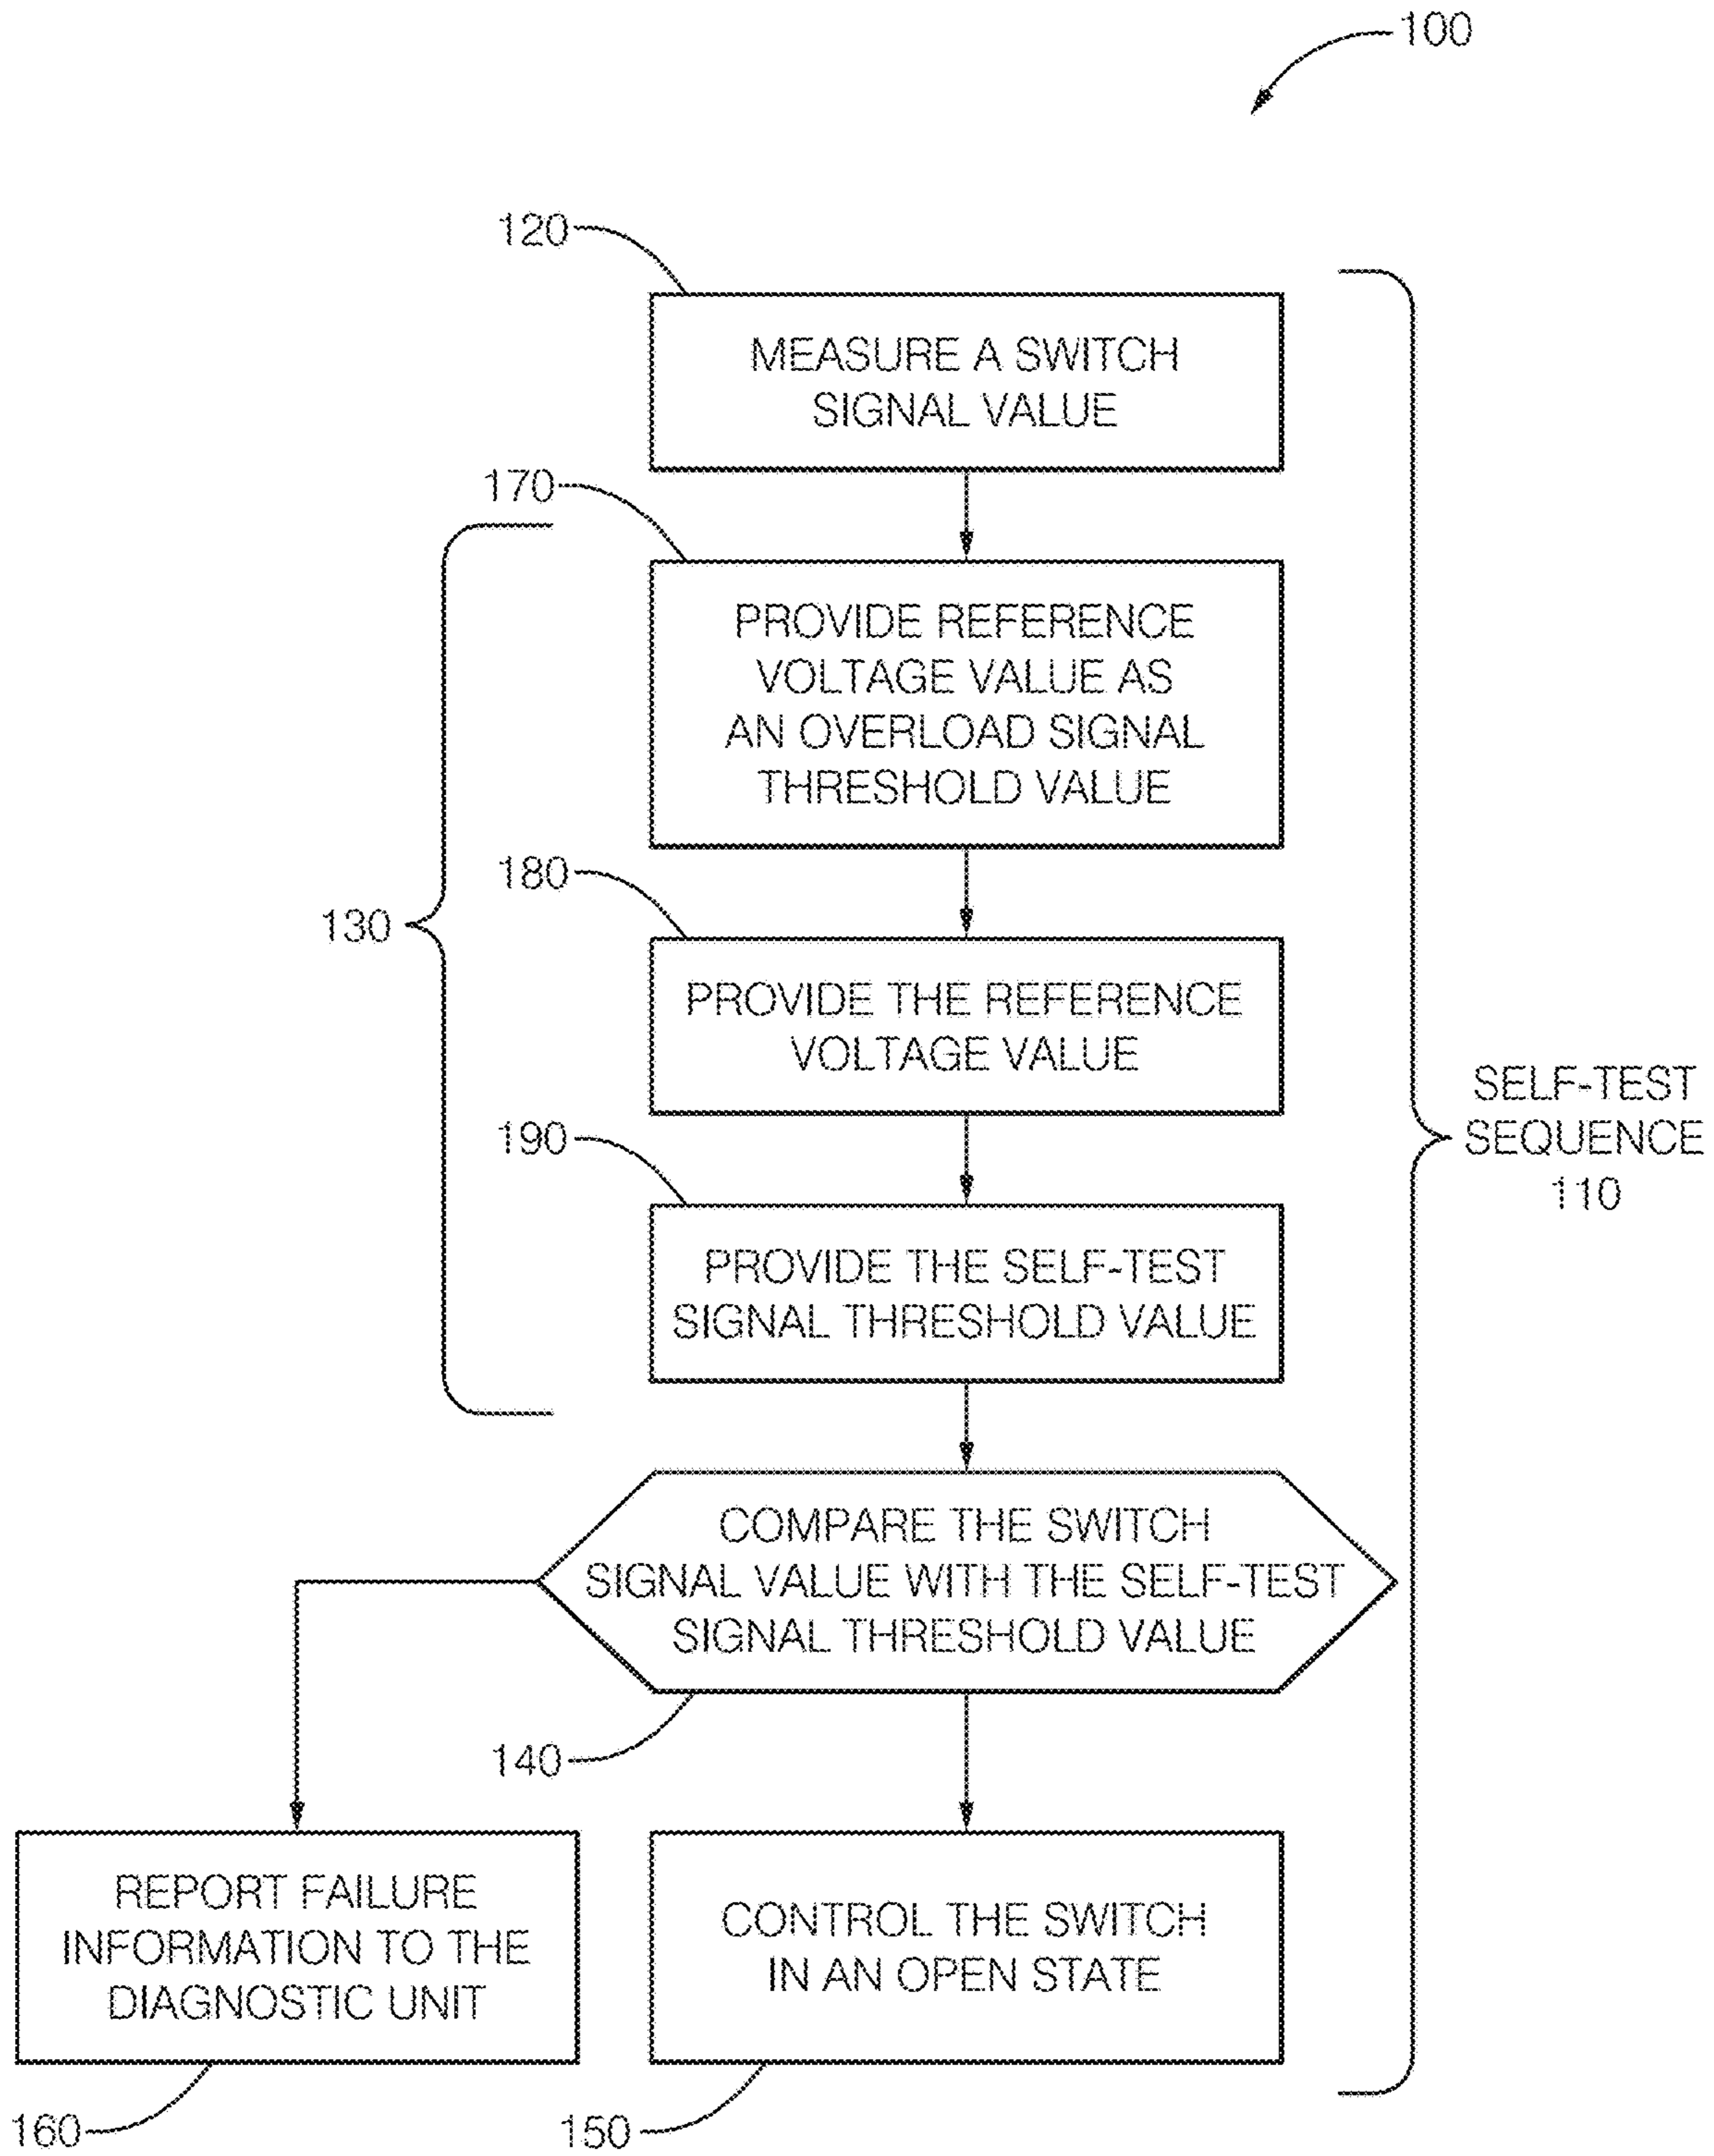 100
120
MEASURE A SWITCH
SIGNAL VALUE
170
PROVIDE REFERENCE
VOLTAGE VALUE AS
AN OVERLOAD SIGNAL
THRESHOLD VALUE
180
130
PROVIDE THE REFERENCE
VOLTAGE VALUE
SELF-TEST
SEQUENCE
110
190
PROVIDE THE SELF-TEST
SIGNAL THRESHOLD VALUE
COMPARE THE SWITCH
SIGNAL VALUE WITH THE SELF-TEST
SIGNAL THRESHOLD VALUE
140
REPORT FAILURE
INFORMATION TO THE
DIAGNOSTIC UNIT
CONTROL THE SWITCH
IN AN OPEN STATE
160
150